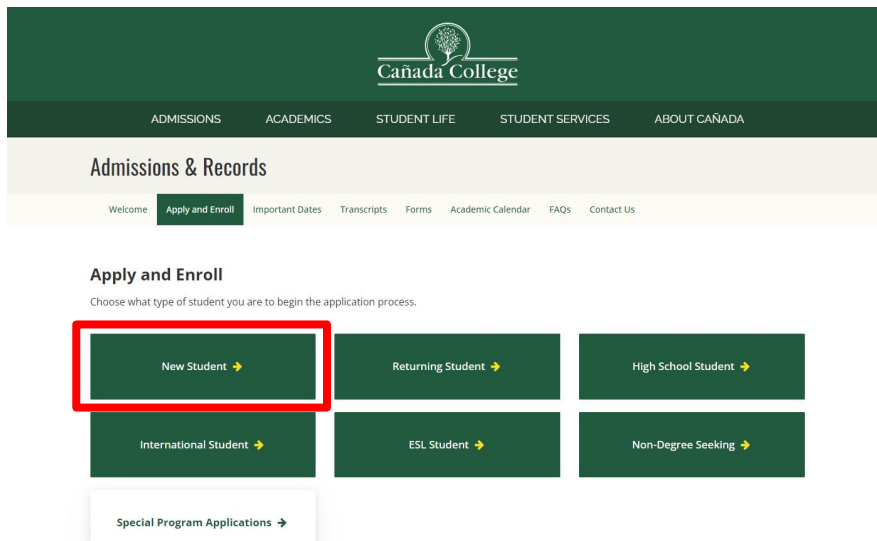 Cañada College
ADMISSIONS ACADEMICS STUDENT LIFE STUDENT SERVICES ABOUT CAÑADA
Admissions & Records
Welcome Apply and Enroll Important Dates Transcripts Forms Academic Calendar FAQs Contact Us
Apply and Enroll
Choose what type of student you are to begin the application process.
New Student → Returning Student → High School Student →
International Student → ESL Student → Non-Degree Seeking →
Special Program Applications →